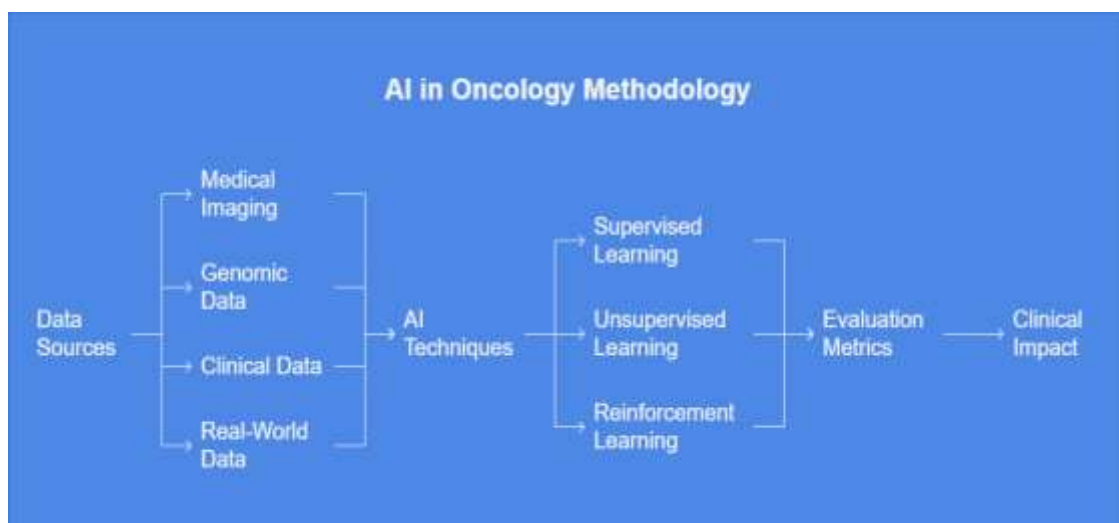 AI in Oncology Methodology
Data
Sources
Medical
Imaging
Genomic
Data
Clinical Data
Real-World
Data
AI
Techniques
Supervised
Learning
Unsupervised
Learning
Reinforcement
Learning
Evaluation
Metrics
Clinical
Impact